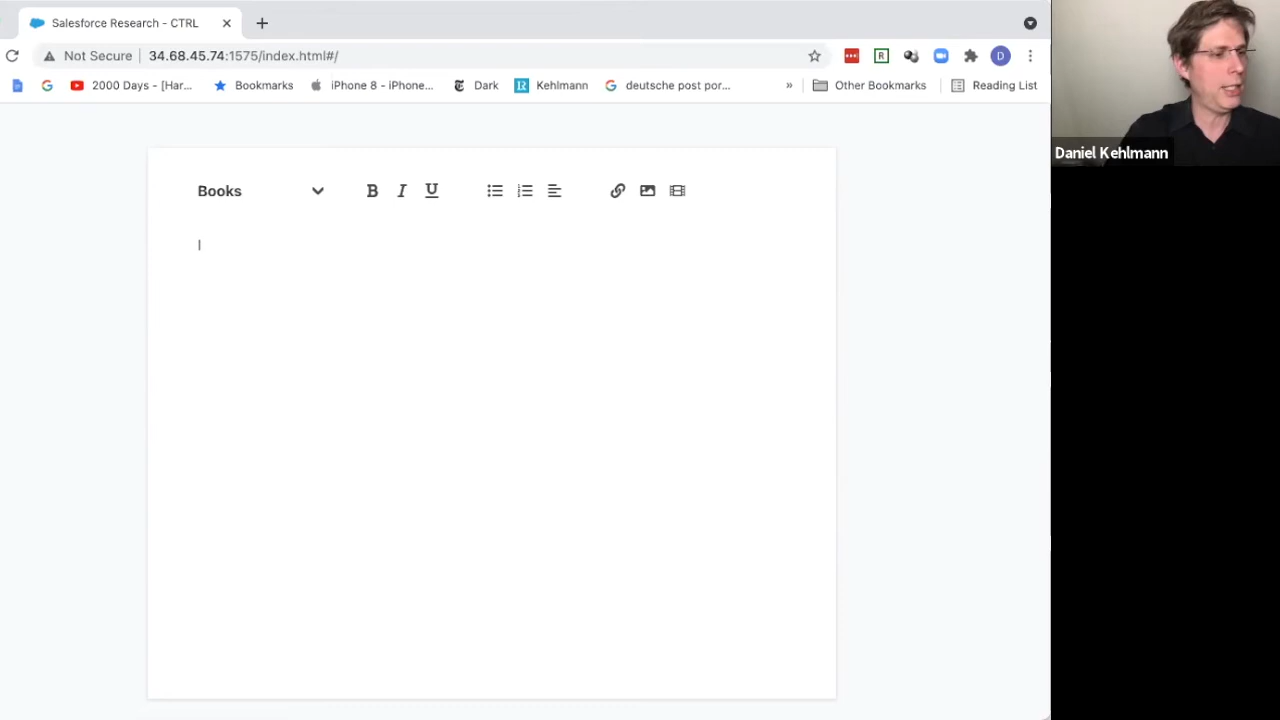 Salesforce Research - CTRL
Not Secure
34.68.45.74:1575/index.html#/
D
2000 Days - [Har...
Bookmarks
iPhone 8 - iPhone...
Dark
Kehlmann
deutsche post por...
»
Other Bookmarks
Reading List
Daniel Kehlmann
Books
B I U